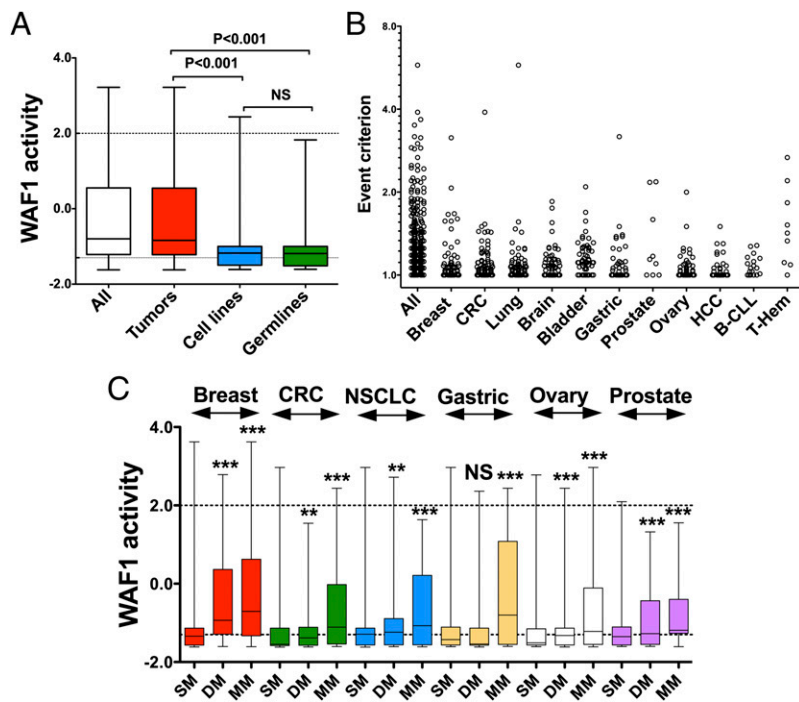 A
P<0.001
P<0.001
NS
WAF1 activity
4.0
2.0
0.0
-2.0
All
Tumors
Cell lines
Germlines
B
Event criterion
8.0
4.0
2.0
1.0
All
Breast
CRC
Lung
Brain
Bladder
Gastric
Prostate
Ovary
HCC
B-CLL
T-Hem
C
Breast CRC NSCLC Gastric Ovary Prostate
WAF1 activity
4.0
2.0
0.0
-2.0
*** *** ** *** ** *** NS *** *** *** *** ***
SM DM MM SM DM MM SM DM MM SM DM MM SM DM MM SM DM MM